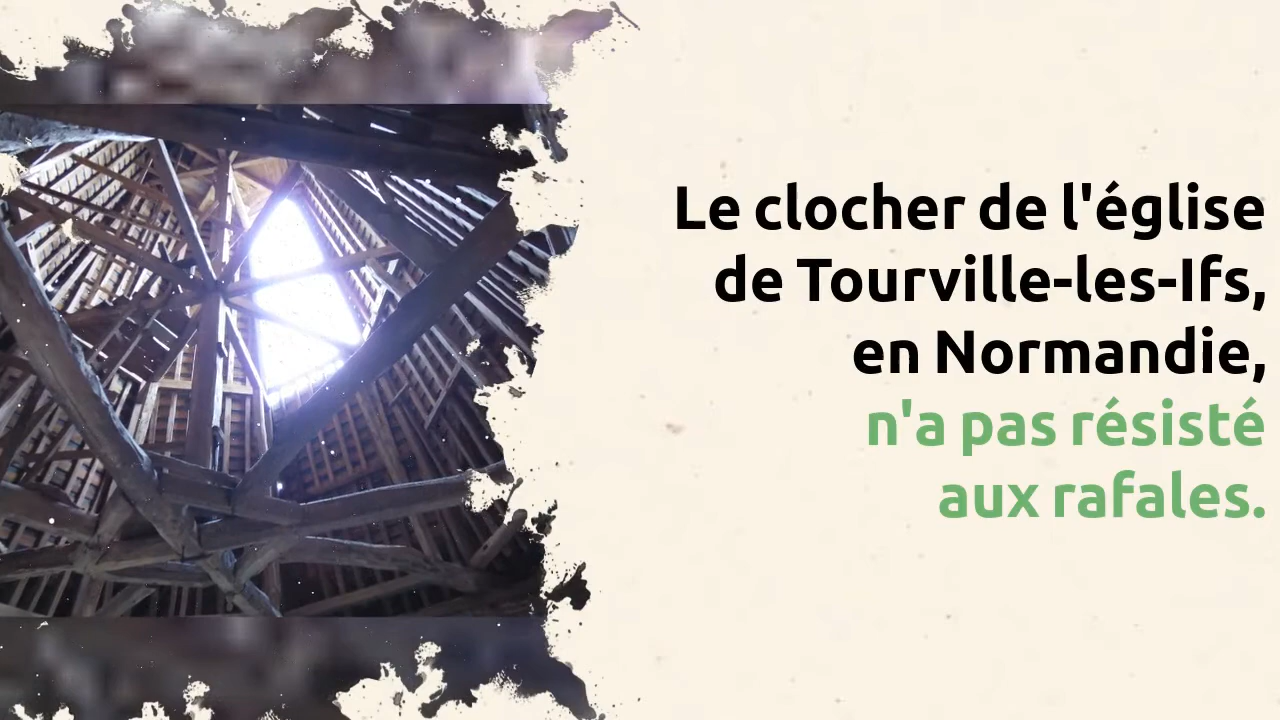 Le clocher de l'église
de Tourville-les-Ifs,
en Normandie,
n'a pas résisté
aux rafales.